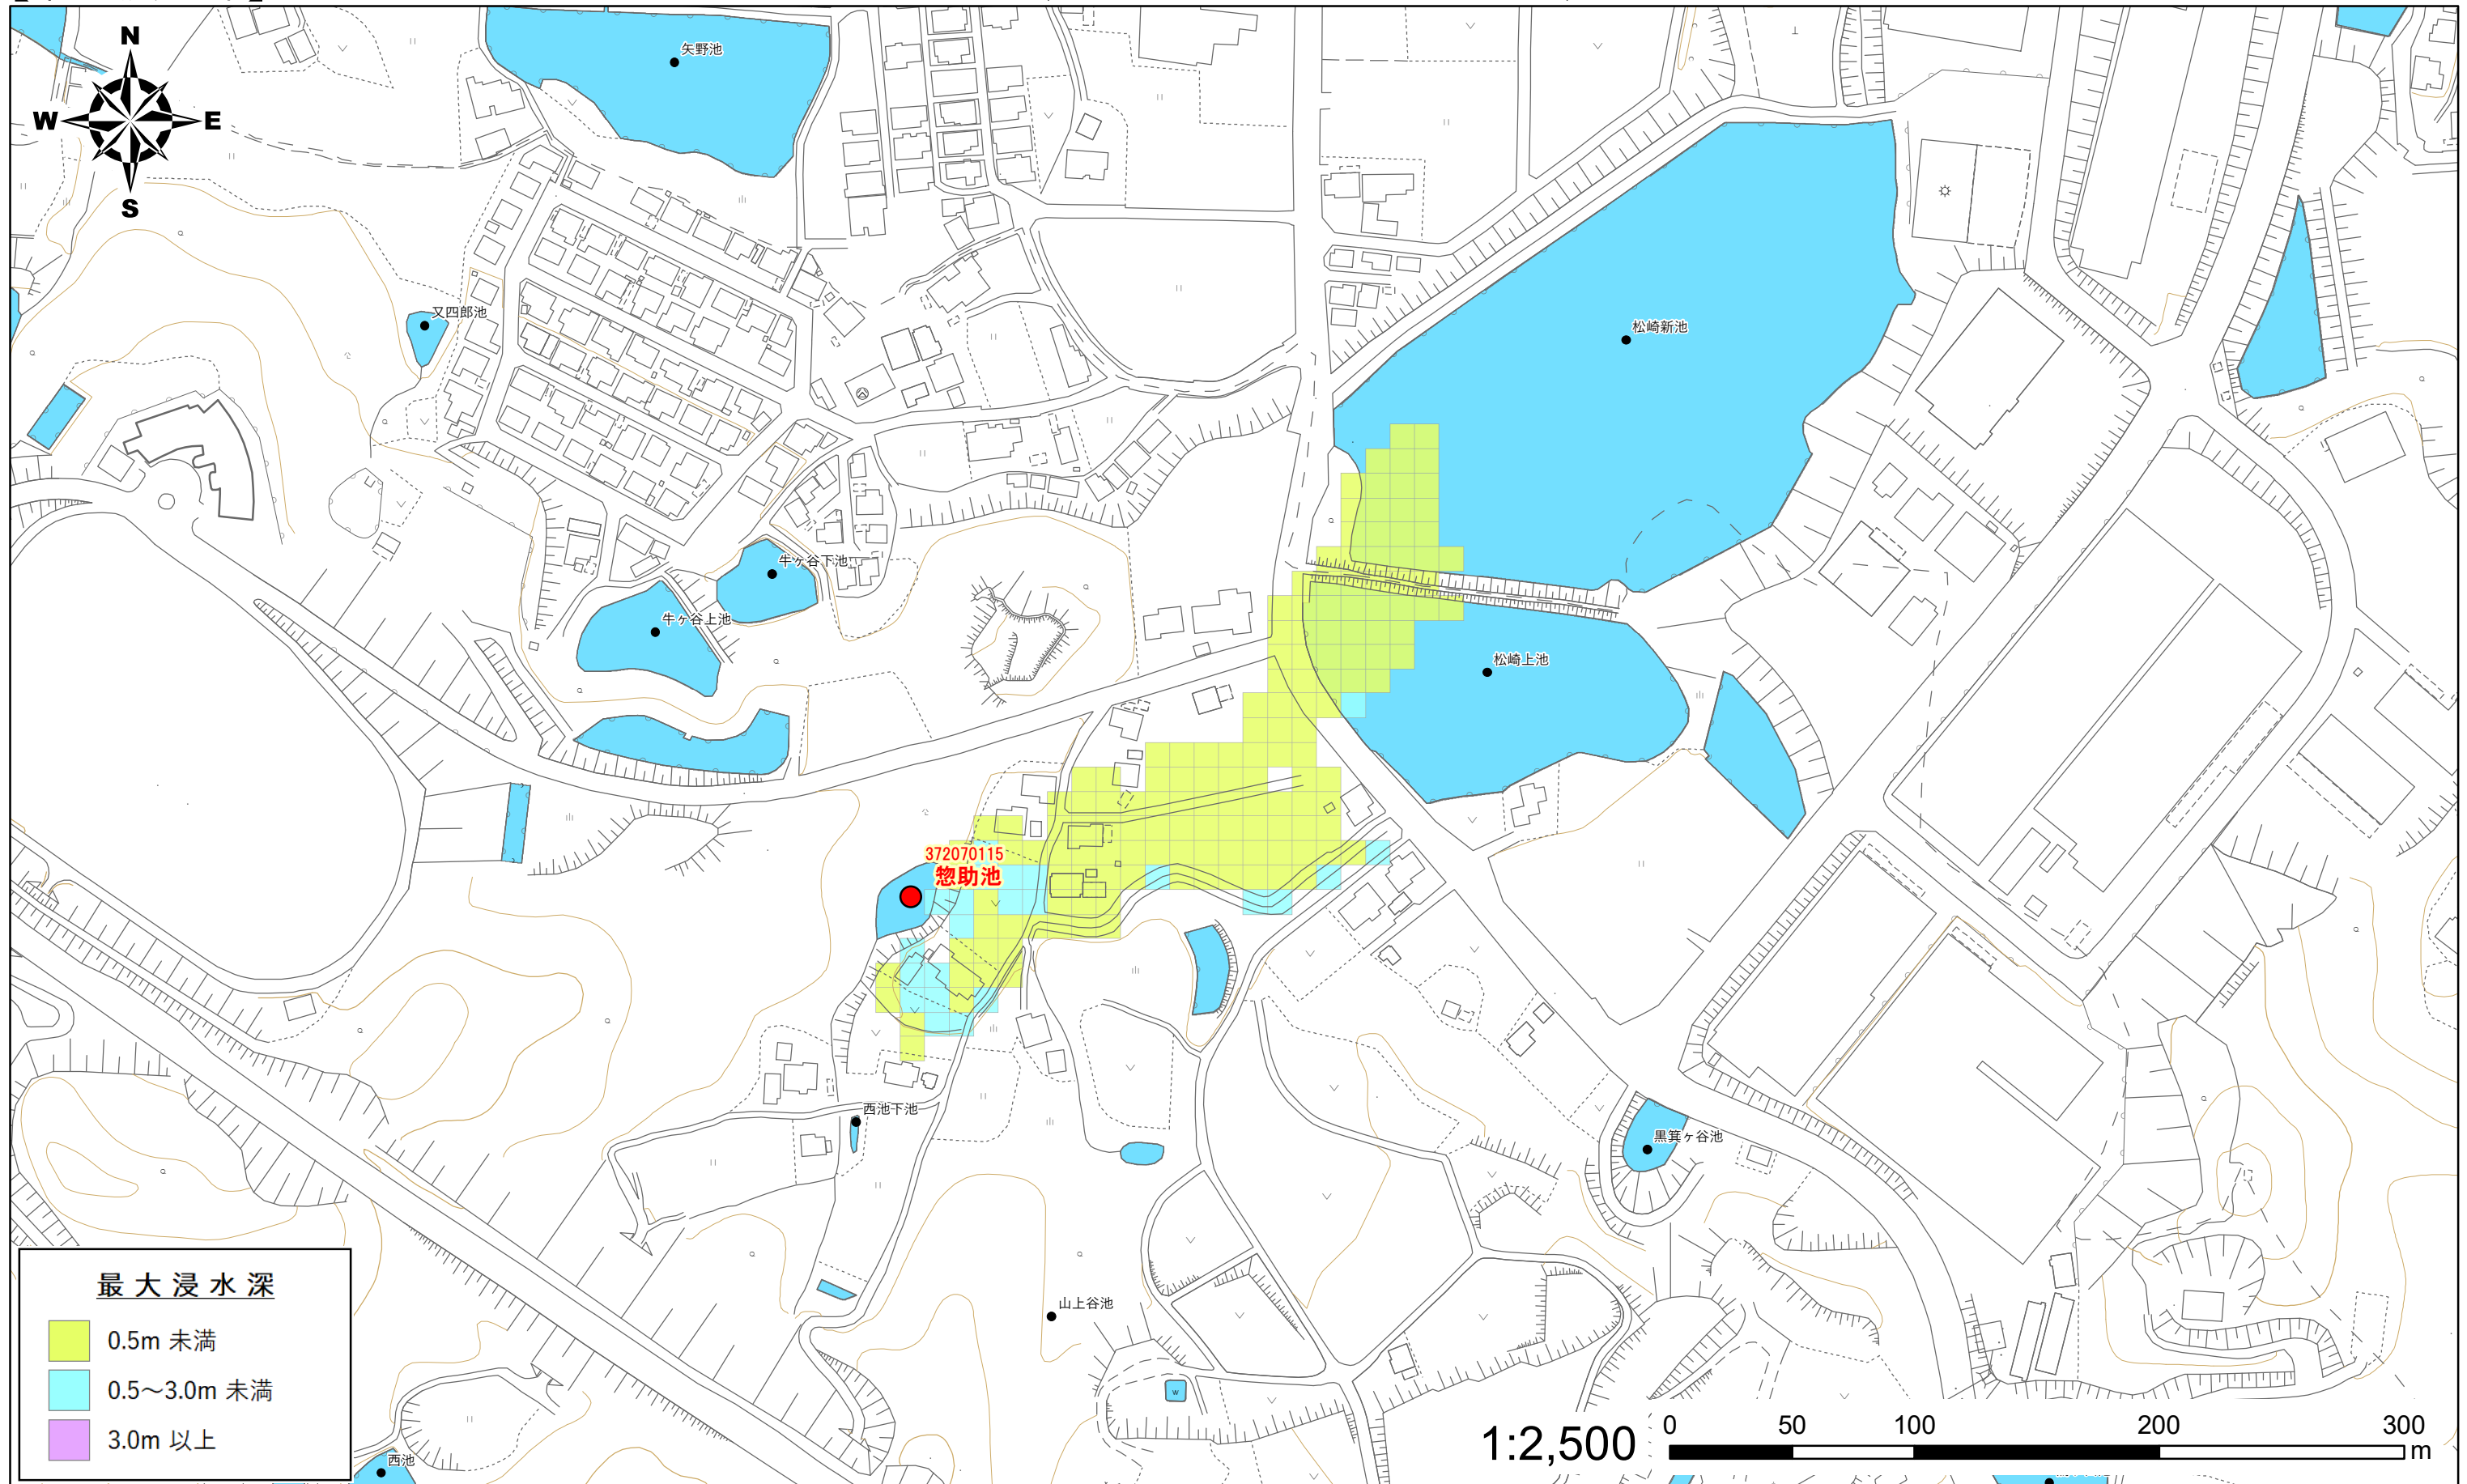 N
W E
S
矢野池
又四郎池
松崎新池
牛ヶ谷下池
牛ヶ谷上池
松崎上池
372070115
惣助池
西池下池
黒箕ヶ谷池
山上谷池
W
西池
最大浸水深
0.5m 未満
0.5～3.0m 未満
3.0m 以上
1:2,500
0 50 100 200 300
m